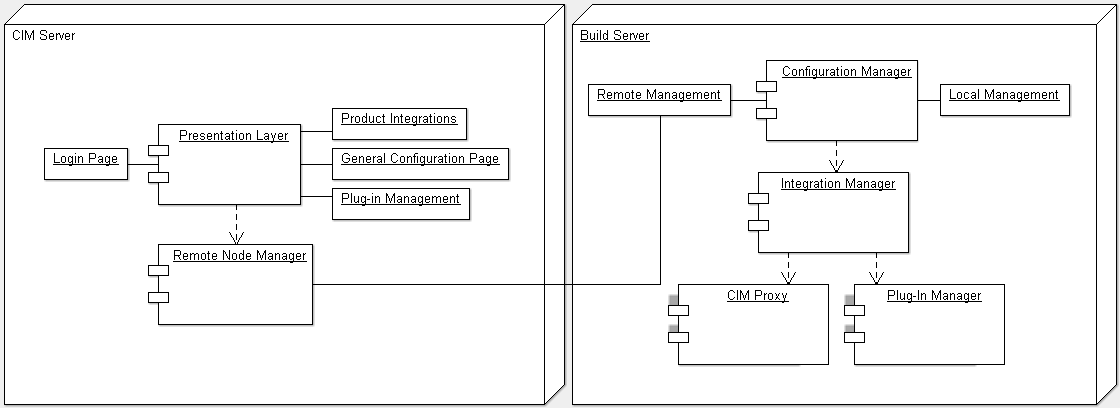 CIM Server
Product Integrations
Presentation Layer
Login Page
General Configuration Page
Plug-in Management
Remote Node Manager
Build Server
Configuration Manager
Remote Management
Local Management
Integration Manager
CIM Proxy
Plug-In Manager